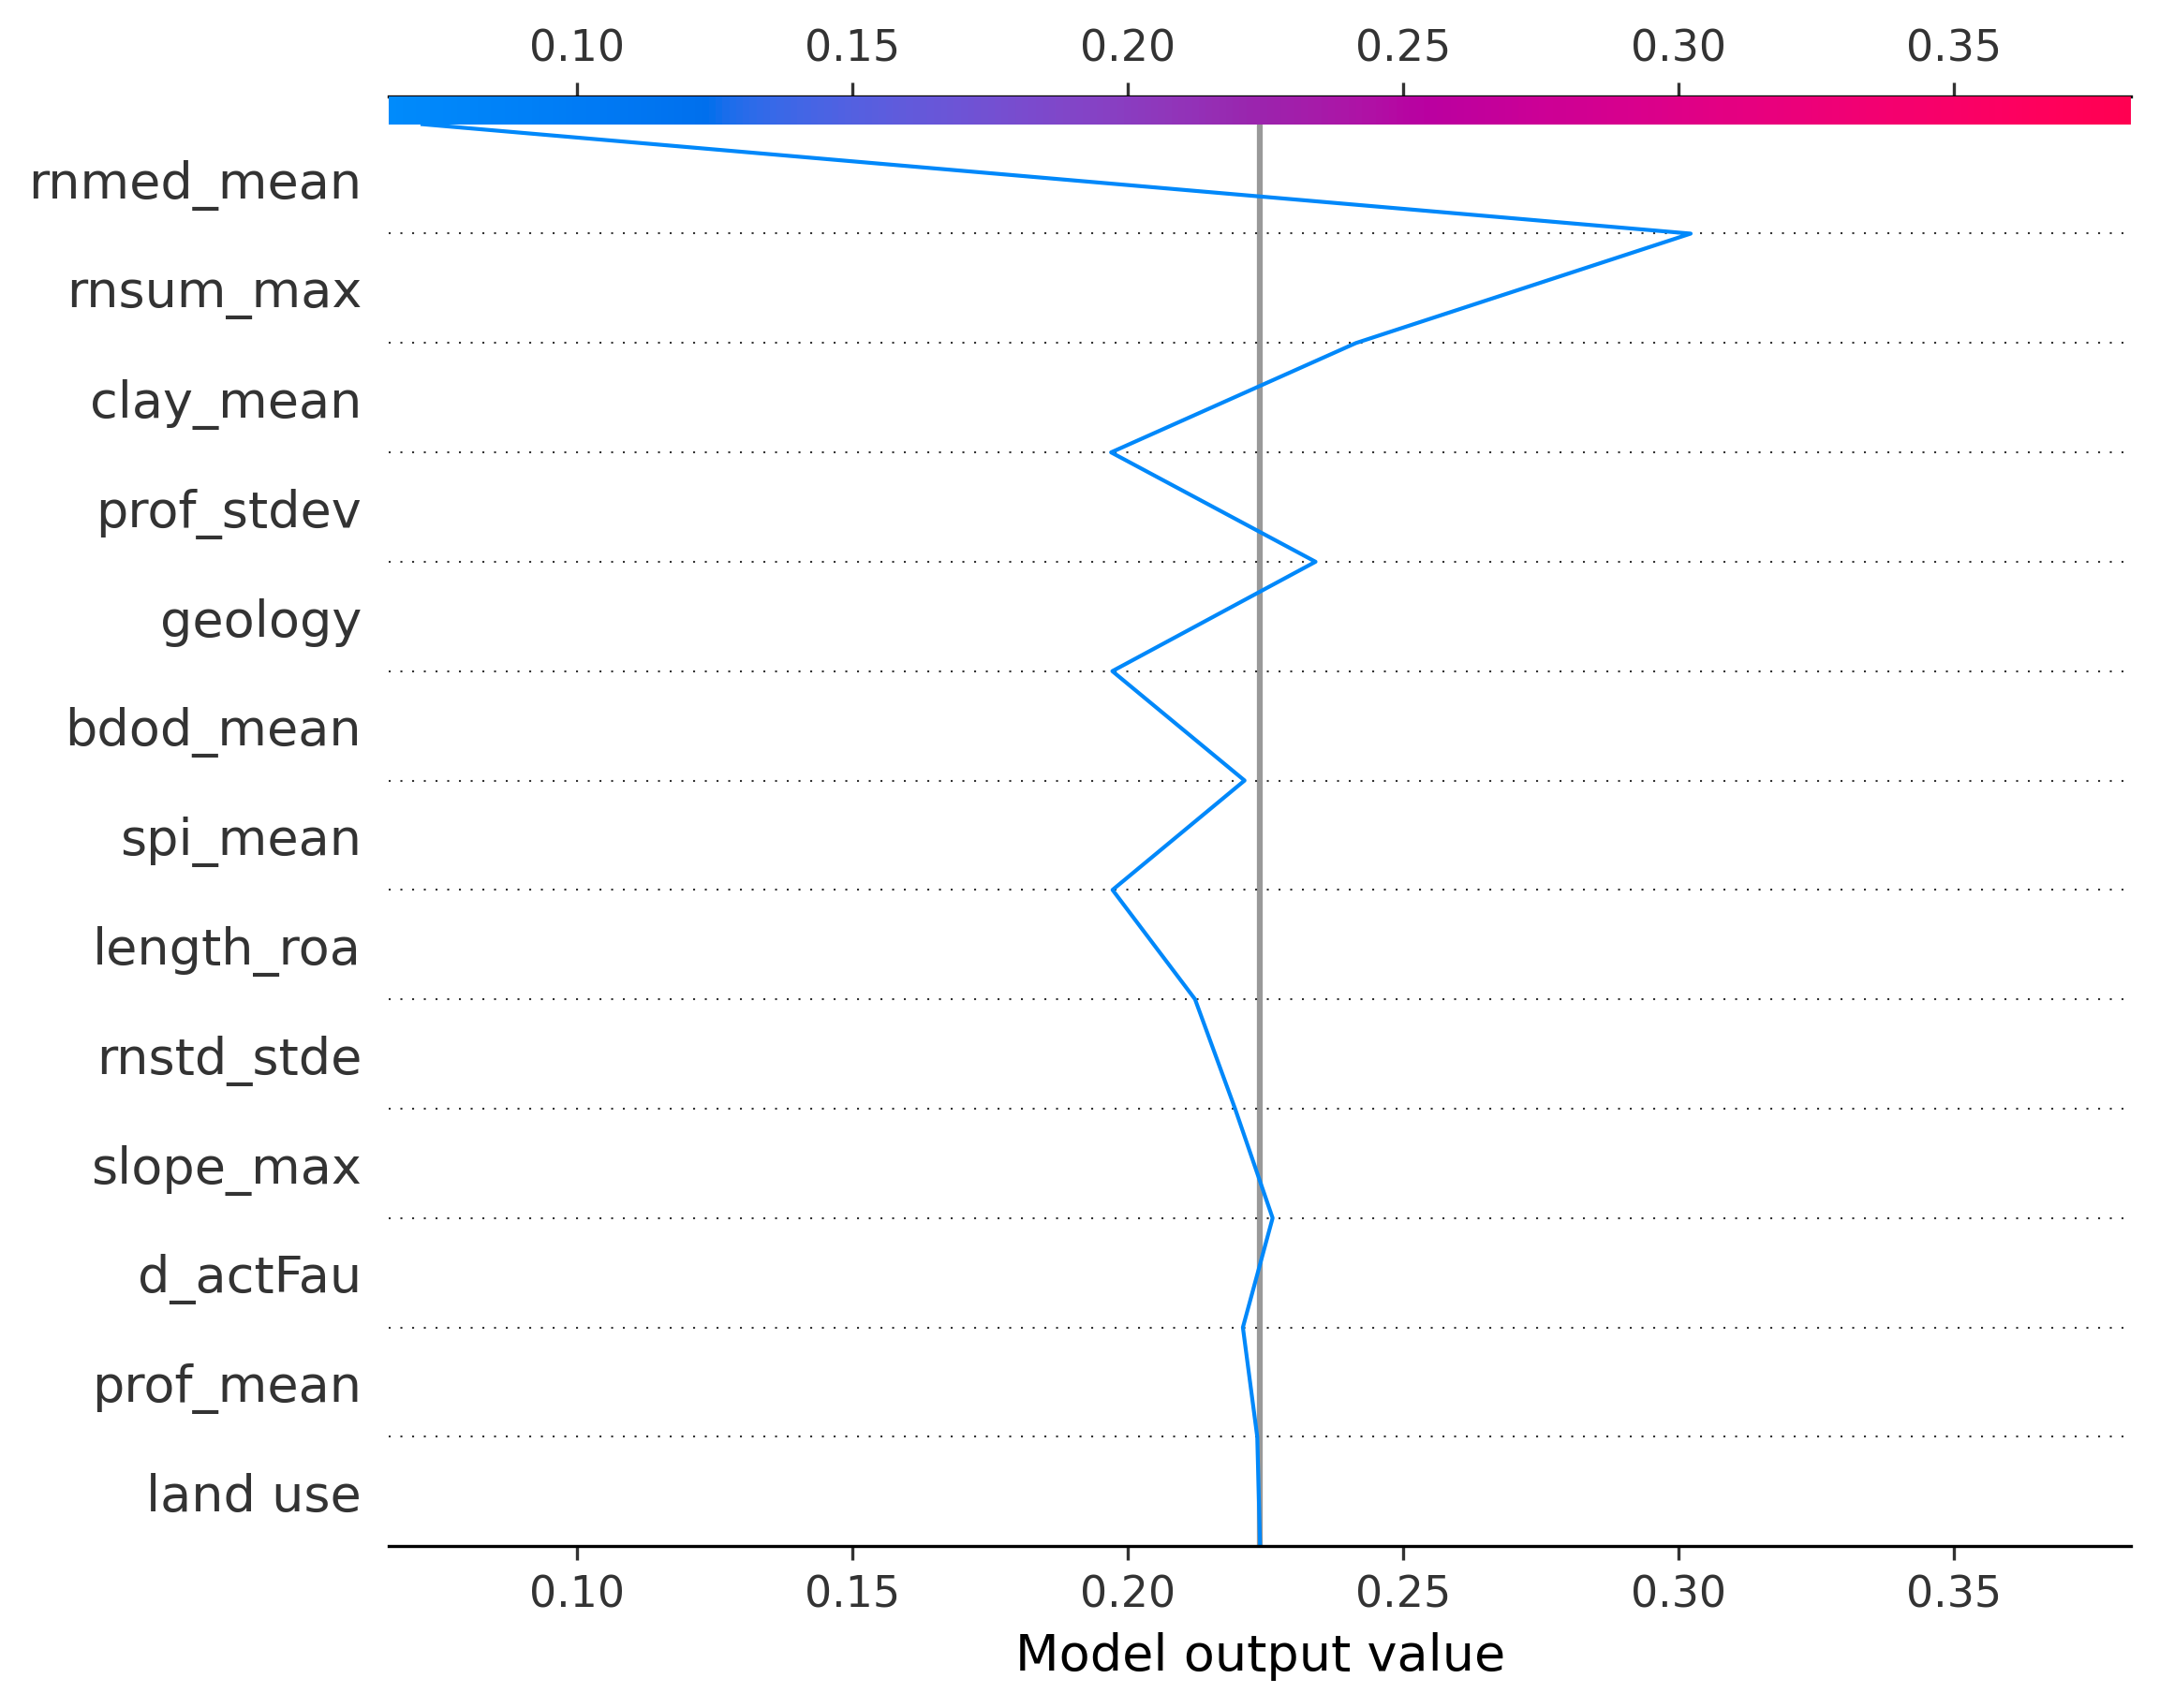 0.10 0.15 0.20 0.25 0.30 0.35
rnmed_mean
rnsum_max
clay_mean
prof_stdev
geology
bdod_mean
spi_mean
length_roa
rnstd_stde
slope_max
d_actFau
prof_mean
land use
0.10 0.15 0.20 0.25 0.30 0.35
Model output value